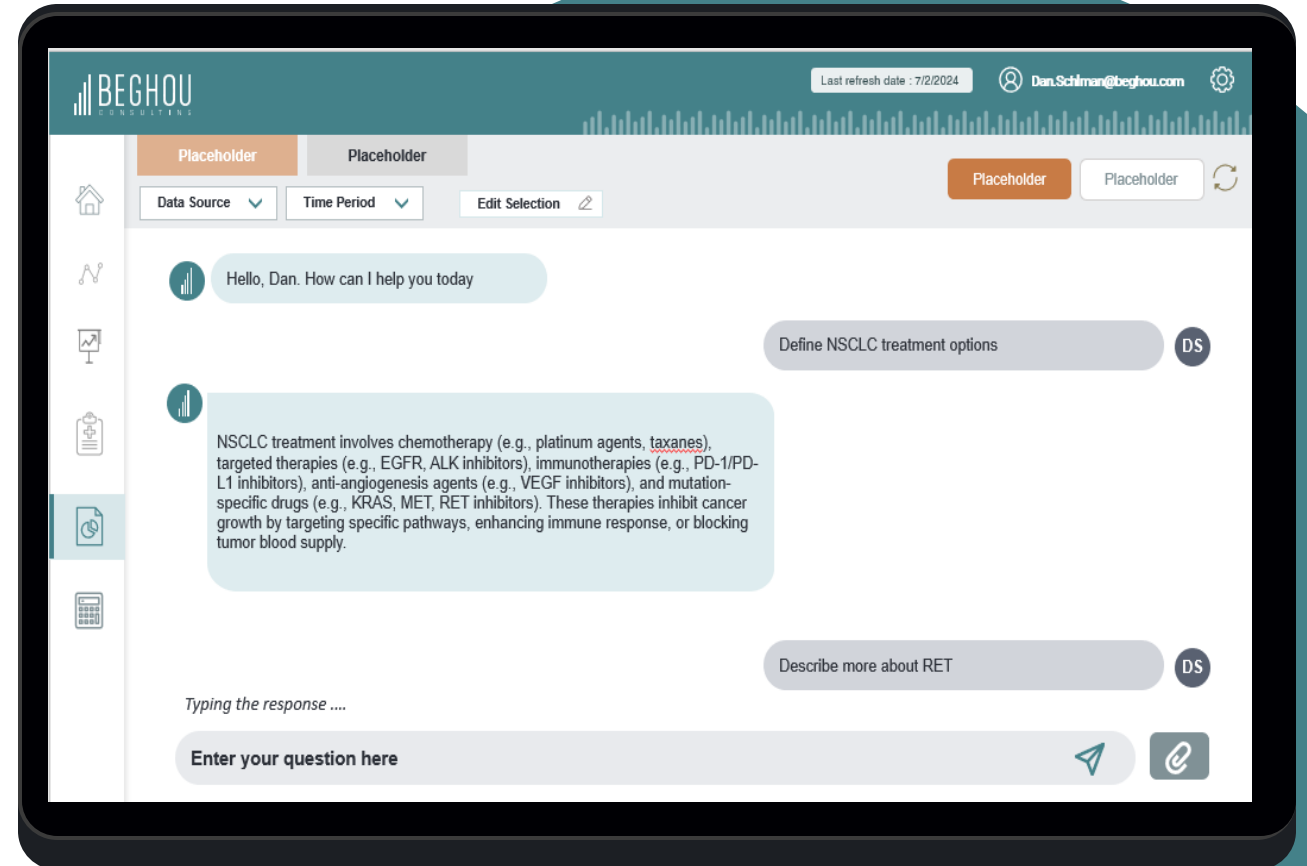 BEGHOU
CONSULTING
Last refresh date : 7/2/2024
Dan.Schlman@beghou.com
Placeholder
Placeholder
Data Source
Time Period
Edit Selection
Placeholder
Placeholder
Hello, Dan. How can I help you today
Define NSCLC treatment options
DS
NSCLC treatment involves chemotherapy (e.g., platinum agents, taxanes),
targeted therapies (e.g., EGFR, ALK inhibitors), immunotherapies (e.g., PD-1/PD-
L1 inhibitors), anti-angiogenesis agents (e.g., VEGF inhibitors), and mutation-
specific drugs (e.g., KRAS, MET, RET inhibitors). These therapies inhibit cancer
growth by targeting specific pathways, enhancing immune response, or blocking
tumor blood supply.
Describe more about RET
DS
Typing the response ....
Enter your question here